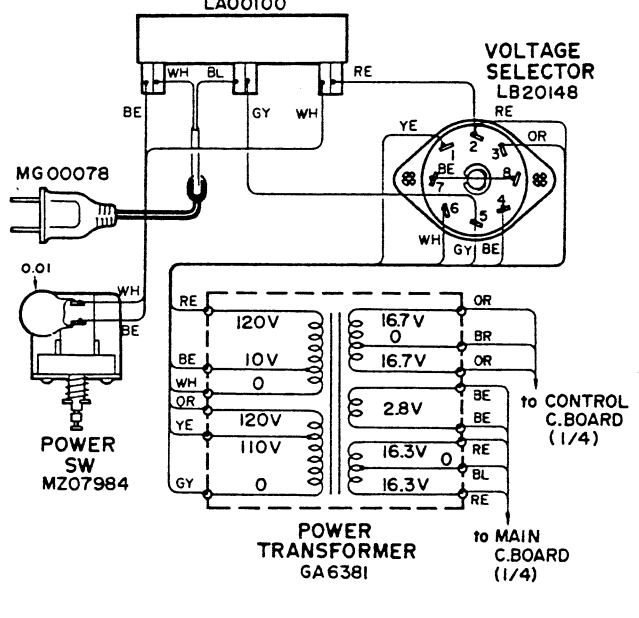 LA00100
WH
BL
RE
BE
GY
WH
VOLTAGE
SELECTOR
LB20148
RE
YE
OR
1
2
3
BE
8
7
6
5
4
WH
GY
BE
MG00078
0.01
WH
BE
POWER
SW
MZ07984
RE
120V
BE
10V
WH
0
OR
120V
YE
110V
GY
0
16.7V
OR
0
BR
16.7V
OR
BE
2.8V
BE
16.3V
RE
0
BL
16.3V
RE
to CONTROL
C.BOARD
(1/4)
POWER
TRANSFORMER
GA6381
to MAIN
C.BOARD
(1/4)